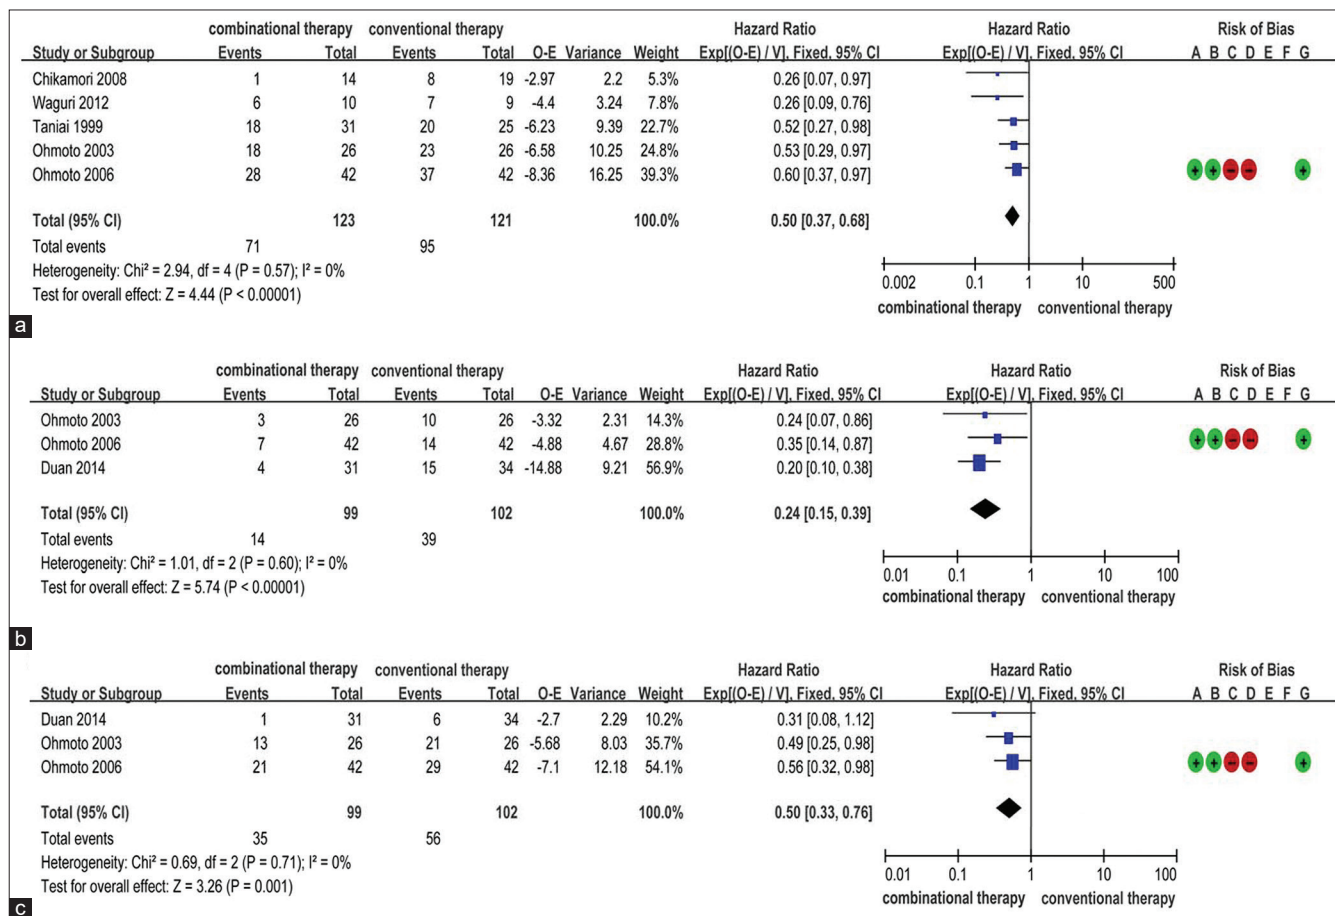 combinational therapy conventional therapy Hazard Ratio Hazard Ratio Risk of Bias
Study or Subgroup Events Total Events Total O-E Variance Weight Exp[(O-E) / V], Fixed, 95% CI Exp[(O-E) / V], Fixed, 95% CI A B C D E F G
Chikamori 2008 1 14 8 19 -2.97 2.2 5.3% 0.26 [0.07, 0.97]
Waguri 2012 6 10 7 9 -4.4 3.24 7.8% 0.26 [0.09, 0.76]
Taniai 1999 18 31 20 25 -6.23 9.39 22.7% 0.52 [0.27, 0.98]
Ohmoto 2003 18 26 23 26 -6.58 10.25 24.8% 0.53 [0.29, 0.97]
Ohmoto 2006 28 42 37 42 -8.36 16.25 39.3% 0.60 [0.37, 0.97] + + − − +
Total (95% CI) 123 121 100.0% 0.50 [0.37, 0.68]
Total events 71 95
Heterogeneity: Chi² = 2.94, df = 4 (P = 0.57); I² = 0%
Test for overall effect: Z = 4.44 (P < 0.00001)
0.002 0.1 1 10 500
combinational therapy conventional therapy
a
combinational therapy conventional therapy Hazard Ratio Hazard Ratio Risk of Bias
Study or Subgroup Events Total Events Total O-E Variance Weight Exp[(O-E) / V], Fixed, 95% CI Exp[(O-E) / V], Fixed, 95% CI A B C D E F G
Ohmoto 2003 3 26 10 26 -3.32 2.31 14.3% 0.24 [0.07, 0.86]
Ohmoto 2006 7 42 14 42 -4.88 4.67 28.8% 0.35 [0.14, 0.87] + + − − +
Duan 2014 4 31 15 34 -14.88 9.21 56.9% 0.20 [0.10, 0.38]
Total (95% CI) 99 102 100.0% 0.24 [0.15, 0.39]
Total events 14 39
Heterogeneity: Chi² = 1.01, df = 2 (P = 0.60); I² = 0%
Test for overall effect: Z = 5.74 (P < 0.00001)
0.01 0.1 1 10 100
combinational therapy conventional therapy
b
combinational therapy conventional therapy Hazard Ratio Hazard Ratio Risk of Bias
Study or Subgroup Events Total Events Total O-E Variance Weight Exp[(O-E) / V], Fixed, 95% CI Exp[(O-E) / V], Fixed, 95% CI A B C D E F G
Duan 2014 1 31 6 34 -2.7 2.29 10.2% 0.31 [0.08, 1.12]
Ohmoto 2003 13 26 21 26 -5.68 8.03 35.7% 0.49 [0.25, 0.98]
Ohmoto 2006 21 42 29 42 -7.1 12.18 54.1% 0.56 [0.32, 0.98] + + − − +
Total (95% CI) 99 102 100.0% 0.50 [0.33, 0.76]
Total events 35 56
Heterogeneity: Chi² = 0.69, df = 2 (P = 0.71); I² = 0%
Test for overall effect: Z = 3.26 (P = 0.001)
0.01 0.1 1 10 100
combinational therapy conventional therapy
c